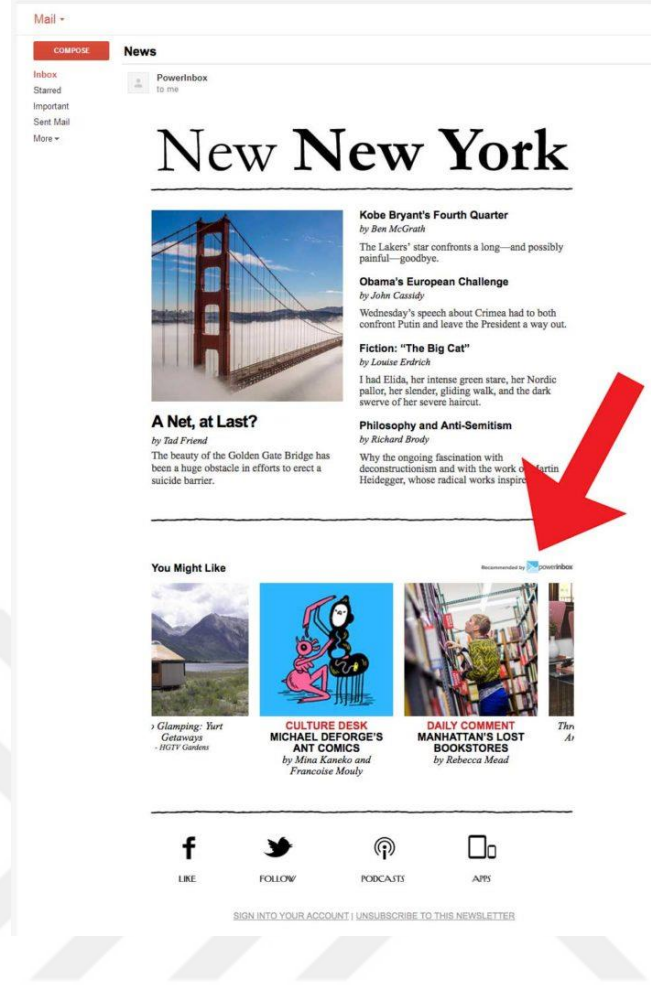 Mail
COMPOSE
Inbox
Starred
Important
Sent Mail
More
News
PowerInbox
to me
New New York
A Net, at Last?
by Tad Friend
The beauty of the Golden Gate Bridge has
been a huge obstacle in efforts to erect a
suicide barrier.
Kobe Bryant's Fourth Quarter
by Ben McGrath
The Lakers' star confronts a long—and possibly
painful—goodbye.
Obama's European Challenge
by John Cassidy
Wednesday's speech about Crimea had to both
confront Putin and leave the President a way out.
Fiction: "The Big Cat"
by Louise Erdrich
I had Elida, her intense green stare, her Nordic
pallor, her slender, gliding walk, and the dark
swerve of her severe haircut.
Philosophy and Anti-Semitism
by Richard Brody
Why the ongoing fascination with
deconstructionism and with the work
Heidegger, whose radical works
You Might Like
Recommended by powerinbox
Glamping: Yurt
Getaways
- HGTV Gardens
CULTURE DESK
MICHAEL DEFORGE'S
ANT COMICS
by Mina Kaneko and
Francoise Mouly
DAILY COMMENT
MANHATTAN'S LOST
BOOKSTORES
by Rebecca Mead
LIKE
FOLLOW
PODCASTS
APPS
SIGN INTO YOUR ACCOUNT | UNSUBSCRIBE TO THIS NEWSLETTER